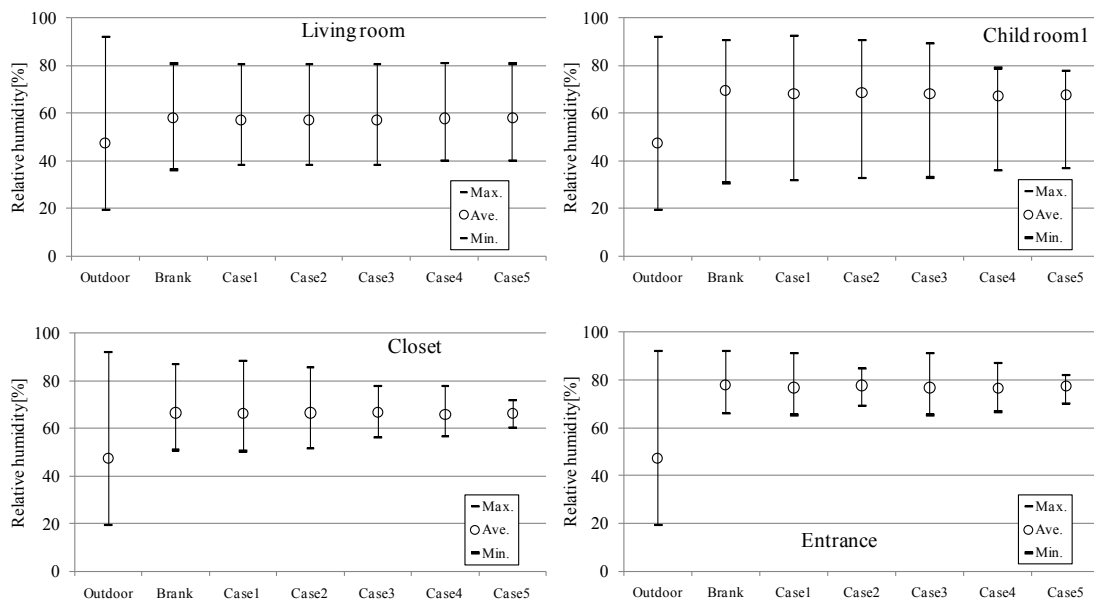 Living room
Relative humidity[%]
100
80
60
40
20
0
Max.
Ave.
Min.
Outdoor Brank Case1 Case2 Case3 Case4 Case5
Child room1
Relative humidity[%]
100
80
60
40
20
0
Max.
Ave.
Min.
Outdoor Brank Case1 Case2 Case3 Case4 Case5
Closet
Relative humidity[%]
100
80
60
40
20
0
Max.
Ave.
Min.
Outdoor Brank Case1 Case2 Case3 Case4 Case5
Relative humidity[%]
100
80
60
40
20
0
Max.
Ave.
Min.
Entrance
Outdoor Brank Case1 Case2 Case3 Case4 Case5